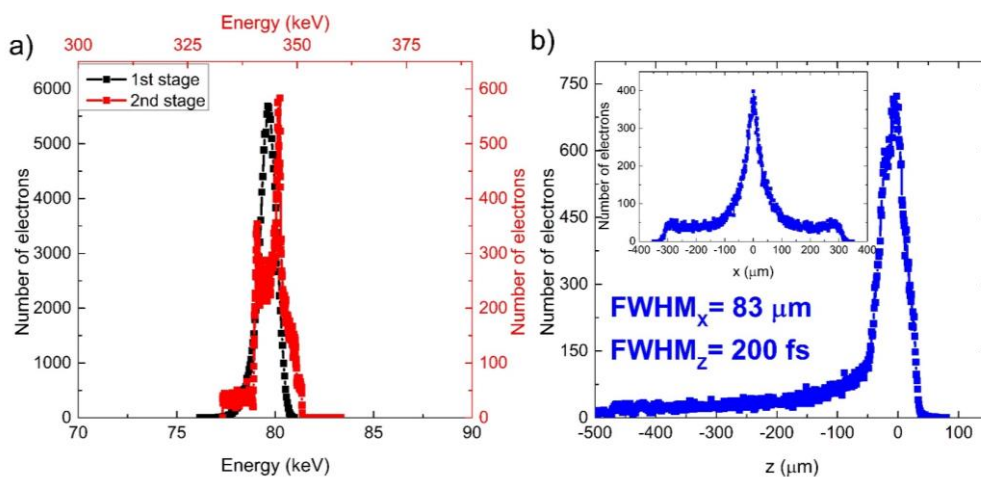 a)
Energy (keV)
300 325 350 375
Number of electrons
6000
5000
4000
3000
2000
1000
0
1st stage
2nd stage
600
500
400
300
200
100
0
Number of electrons
70 75 80 85 90
Energy (keV)
b)
Number of electrons
750
600
450
300
150
0
Number of electrons
400
300
200
100
0
-400 -300 -200 -100 0 100 200 300 400
x (μm)
FWHMX= 83 μm
FWHMZ= 200 fs
-500 -400 -300 -200 -100 0 100
z (μm)